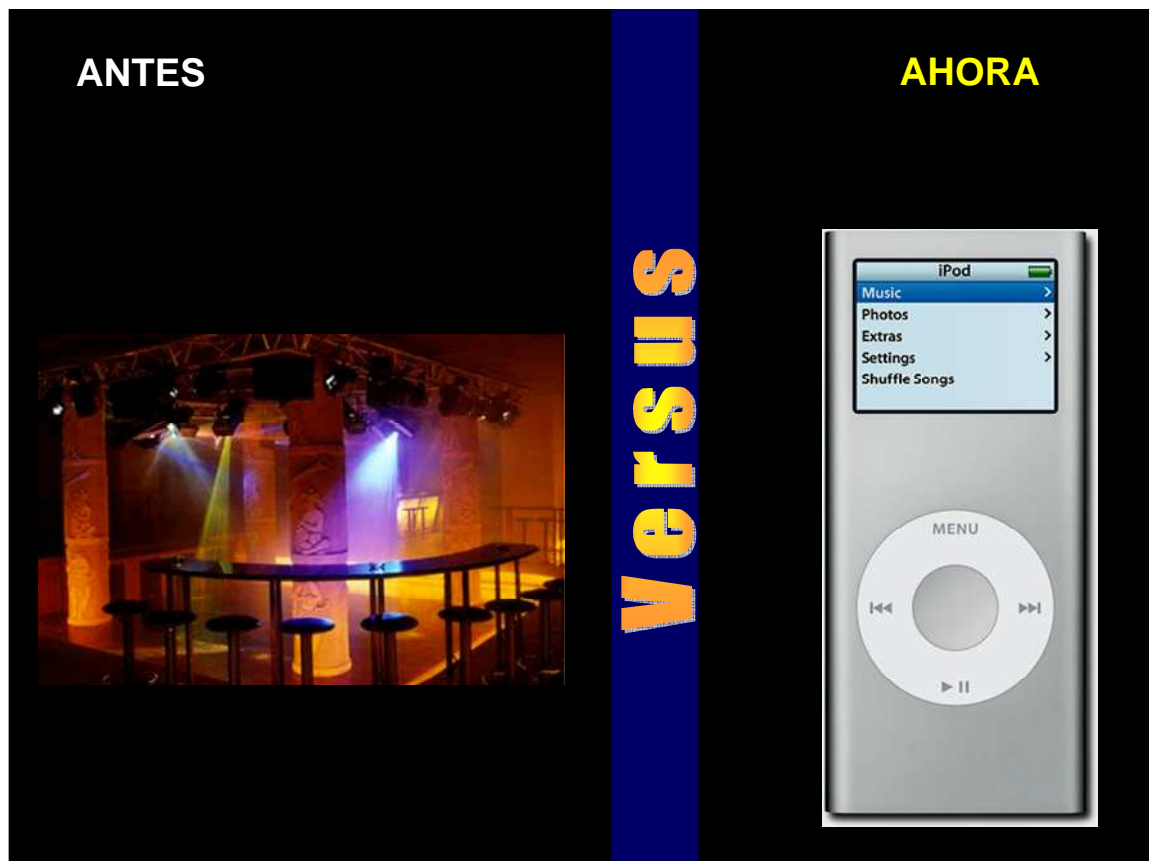 ANTES
Versus
AHORA
iPod
Music
Photos
Extras
Settings
Shuffle Songs
MENU